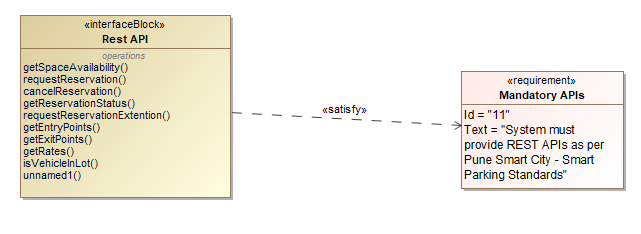 «interfaceBlock»
Rest API
operations
getSpaceAvailability()
requestReservation()
cancelReservation()
getReservationStatus()
requestReservationExtention()
getEntryPoints()
getExitPoints()
getRates()
isVehicleInLot()
unnamed1()
«satisfy»
«requirement»
Mandatory APIs
Id = "11"
Text = "System must
provide REST APIs as per
Pune Smart City - Smart
Parking Standards"